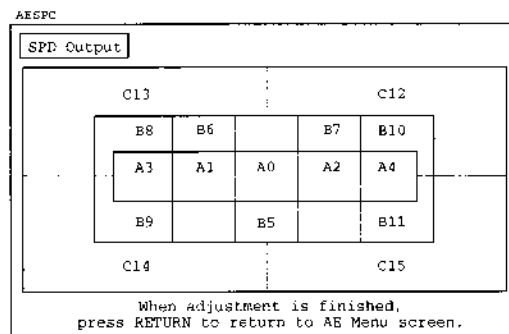 AESPC
SPD Output
C13 C12
B8 B6 B7 B10
A3 A1 A0 A2 A4
B9 B5 B11
C14 C15
When adjustment is finished,
press RETURN to return to AE Menu screen.